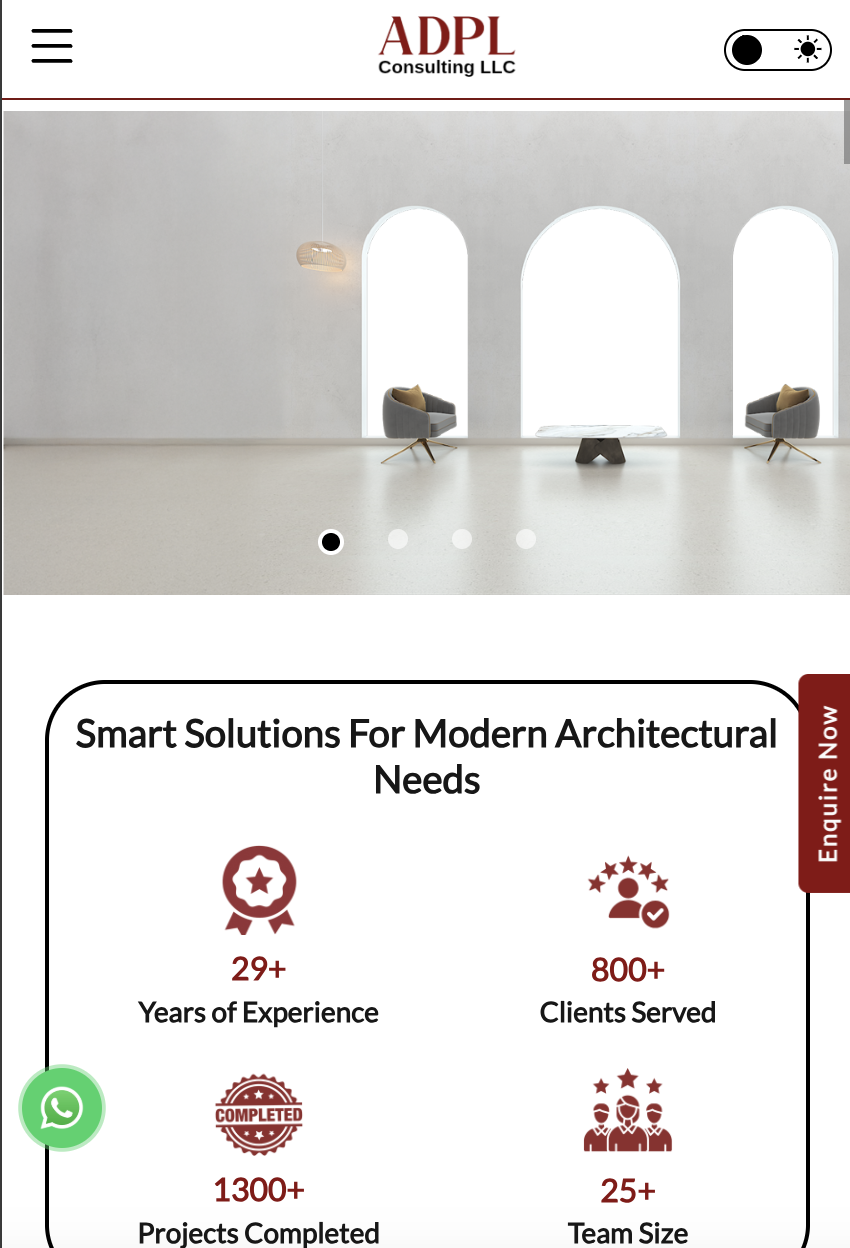 ADPL
Consulting LLC
Smart Solutions For Modern Architectural
Needs
Enquire Now
29+
800+
Years of Experience
Clients Served
COMPLETED
1300+
25+
Projects Completed
Team Size